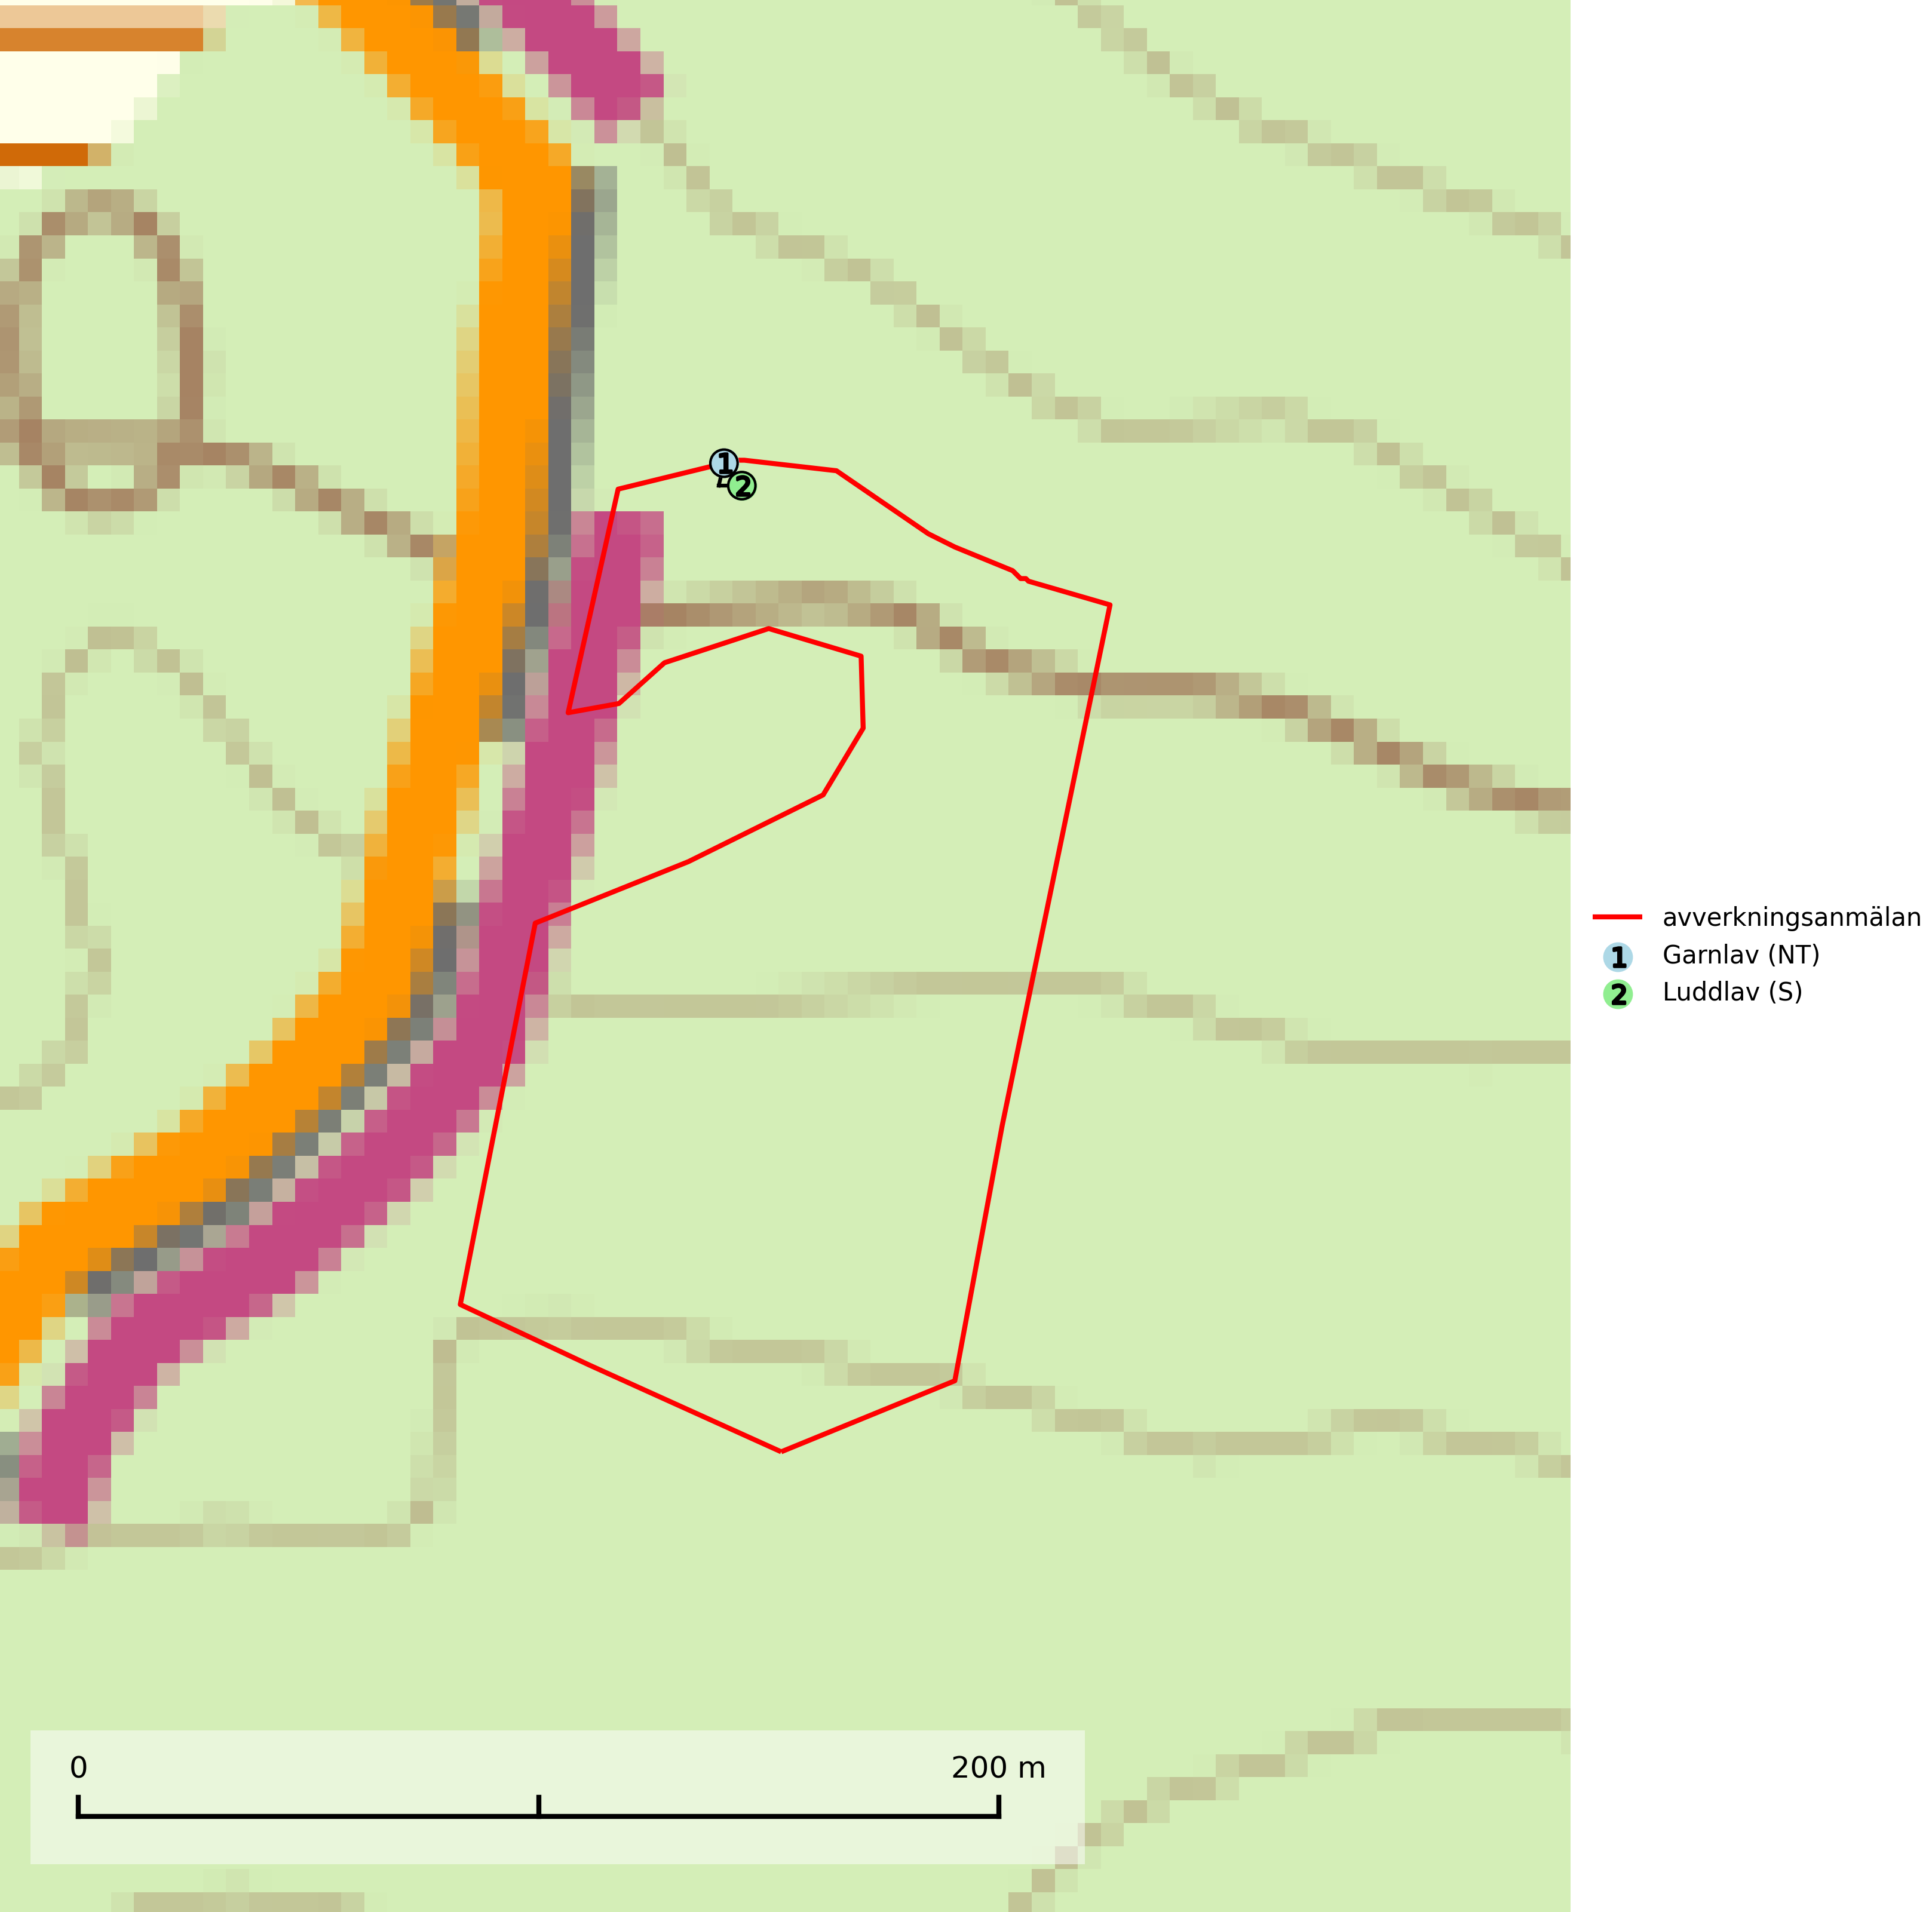 1
2
avverkningsanmälan
1 Garnlav (NT)
2 Luddlav (S)
0 200 m